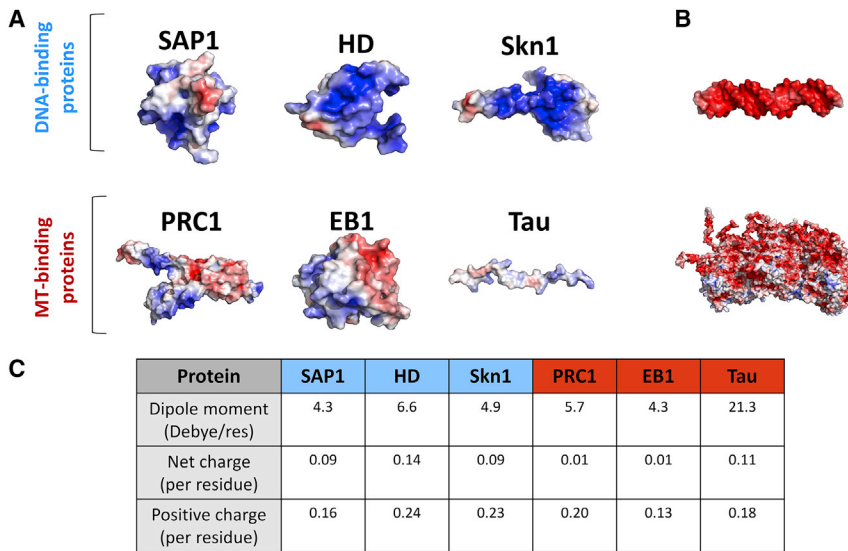 A
B
DNA-binding
proteins
SAP1
HD
Skn1
MT-binding
proteins
PRC1
EB1
Tau
C
Protein SAP1 HD Skn1 PRC1 EB1 Tau
Dipole moment 4.3 6.6 4.9 5.7 4.3 21.3
(Debye/res)
Net charge 0.09 0.14 0.09 0.01 0.01 0.11
(per residue)
Positive charge 0.16 0.24 0.23 0.20 0.13 0.18
(per residue)